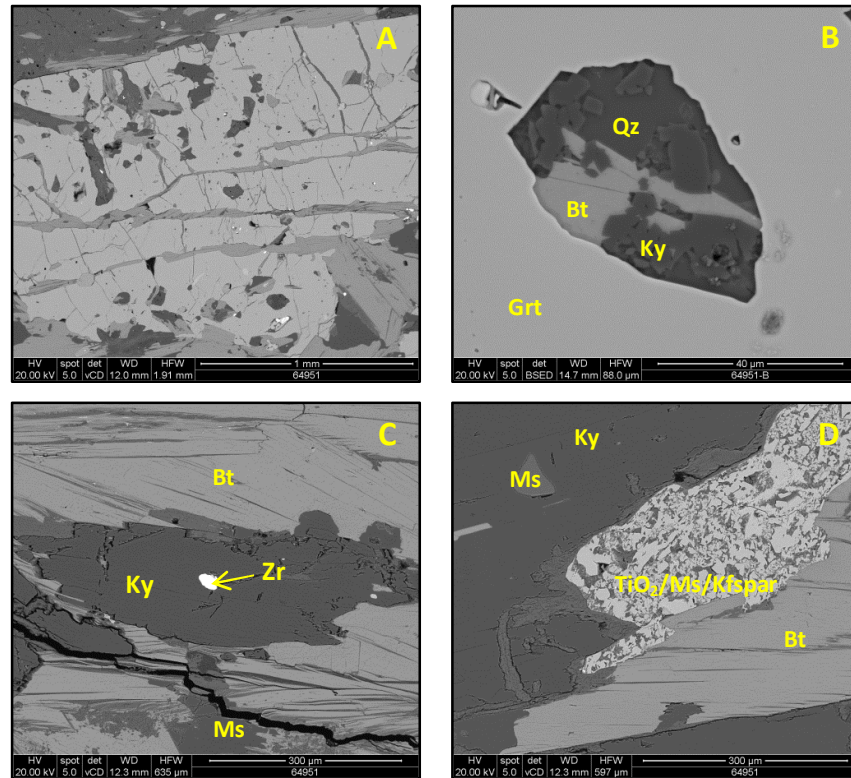 A
HV spot det WD HFW 1 mm
20.00 kV 5.0 vCD 12.0 mm 1.91 mm 64951
B
Qz
Bt
Ky
Grt
HV spot det WD HFW 40 µm
20.00 kV 5.0 BSED 14.7 mm 88.0 µm 64951-B
C
Bt
Ky
Zr
Ms
HV spot det WD HFW 300 µm
20.00 kV 5.0 vCD 12.3 mm 635 µm 64951
D
Ky
Ms
TiO₂/Ms/Kfspar
Bt
HV spot det WD HFW 300 µm
20.00 kV 5.0 vCD 12.3 mm 597 µm 64951